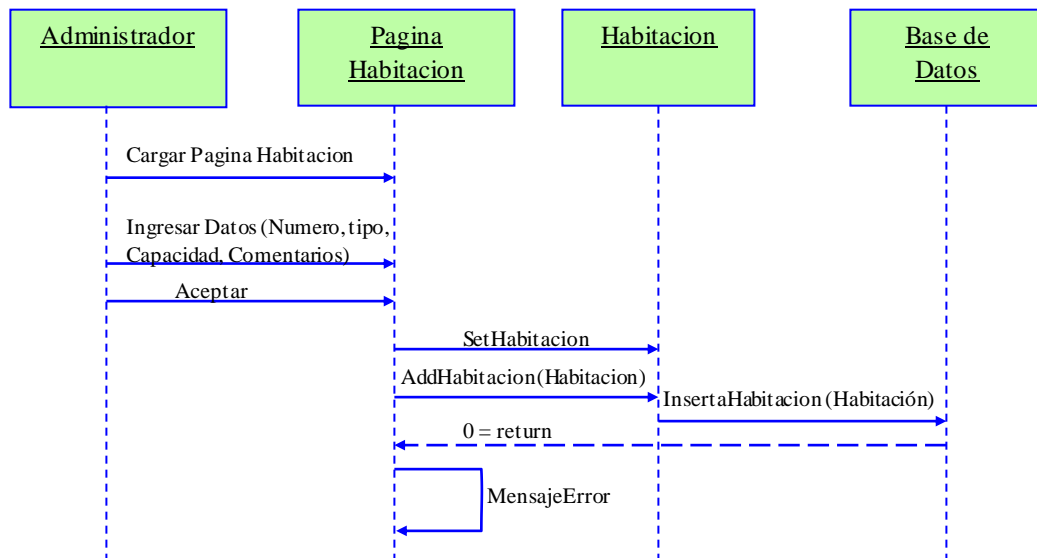 Administrador
Pagina
Habitacion
Habitacion
Base de
Datos
Cargar Pagina Habitacion
Ingresar Datos (Numero, tipo,
Capacidad, Comentarios)
Aceptar
SetHabitacion
AddHabitacion (Habitacion)
InsertaHabitacion (Habitación)
0 = return
MensajeError